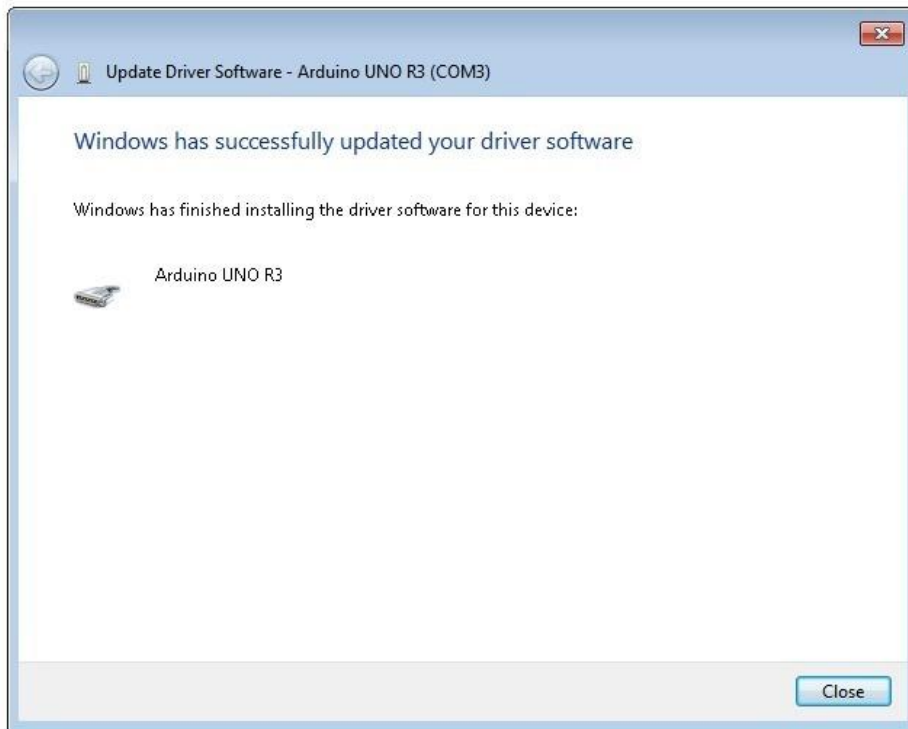 Update Driver Software - Arduino UNO R3 (COM3)
Windows has successfully updated your driver software
Windows has finished installing the driver software for this device:
Arduino UNO R3
Close